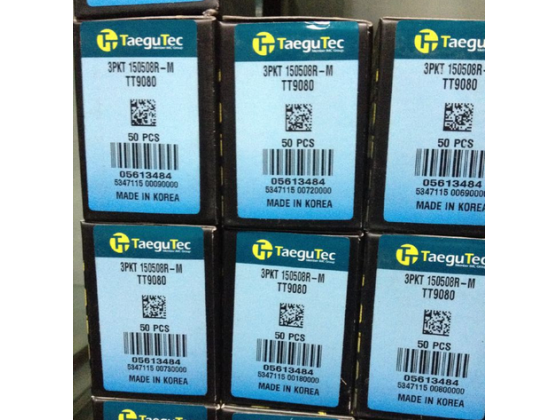 TaeguTec
3PKT 150508R-M
TT9080
50 PCS
05613484
5347115 00090000
MADE IN KOREA
TaeguTec
3PKT 150508R-M
TT9080
50 PCS
05613484
5347115 00720000
MADE IN KOREA
TaeguTec
3PKT 150508R-M
TT9080
50 PCS
05613484
5347115 00690000
MADE IN KOREA
TaeguTec
3PKT 150508R-M
TT9080
50 PCS
05613484
5347115 00730000
MADE IN KOREA
TaeguTec
3PKT 150508R-M
TT9080
50 PCS
05613484
5347115 00180000
MADE IN KOREA
TaeguTec
3PKT 150508R-M
TT9080
50 PCS
05613484
5347115 00800000
MADE IN KOREA
TaeguTec